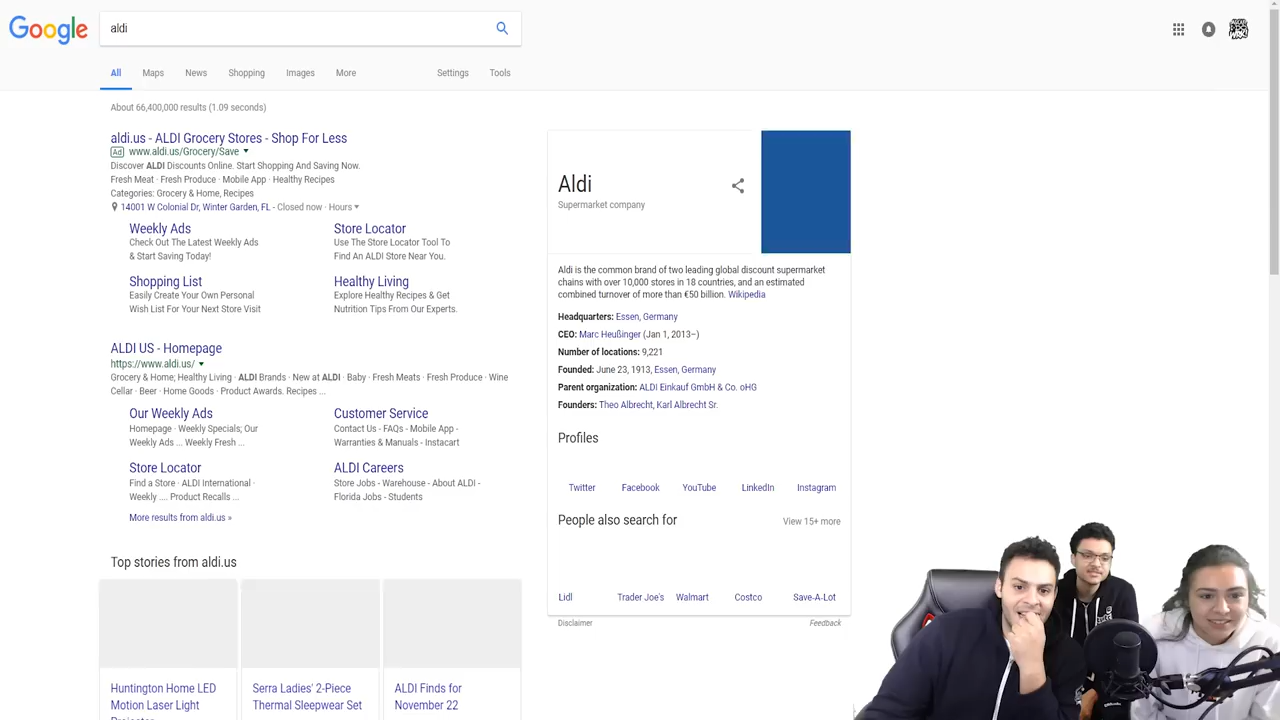 Google
aldi
All Maps News Shopping Images More Settings Tools
About 66,400,000 results (1.09 seconds)
aldi.us - ALDI Grocery Stores - Shop For Less
Ad www.aldi.us/Grocery/Save
Discover ALDI Discounts Online. Start Shopping And Saving Now.
Fresh Meat · Fresh Produce · Mobile App · Healthy Recipes
Categories: Grocery & Home, Recipes
14001 W Colonial Dr, Winter Garden, FL - Closed now · Hours
Weekly Ads
Check Out The Latest Weekly Ads
& Start Saving Today!
Store Locator
Use The Store Locator Tool To
Find An ALDI Store Near You.
Shopping List
Easily Create Your Own Personal
Wish List For Your Next Store Visit
Healthy Living
Explore Healthy Recipes & Get
Nutrition Tips From Our Experts.
ALDI US - Homepage
https://www.aldi.us/
Grocery & Home; Healthy Living · ALDI Brands · New at ALDI · Baby · Fresh Meats · Fresh Produce · Wine
Cellar · Beer · Home Goods · Product Awards. Recipes ...
Our Weekly Ads
Homepage · Weekly Specials; Our
Weekly Ads ... Weekly Fresh ...
Customer Service
Contact Us - FAQs - Mobile App -
Warranties & Manuals - Instacart
Store Locator
Find a Store · ALDI International ·
Weekly .... Product Recalls ...
ALDI Careers
Store Jobs - Warehouse - About ALDI -
Florida Jobs - Students
More results from aldi.us »
Top stories from aldi.us
Huntington Home LED
Motion Laser Light
Projector
Serra Ladies' 2-Piece
Thermal Sleepwear Set
ALDI Finds for
November 22
Aldi
Supermarket company
Aldi is the common brand of two leading global discount supermarket
chains with over 10,000 stores in 18 countries, and an estimated
combined turnover of more than €50 billion. Wikipedia
Headquarters: Essen, Germany
CEO: Marc Heußinger (Jan 1, 2013–)
Number of locations: 9,221
Founded: June 23, 1913, Essen, Germany
Parent organization: ALDI Einkauf GmbH & Co. oHG
Founders: Theo Albrecht, Karl Albrecht Sr.
Profiles
Twitter Facebook YouTube LinkedIn Instagram
People also search for View 15+ more
Lidl Trader Joe's Walmart Costco Save-A-Lot
Disclaimer Feedback